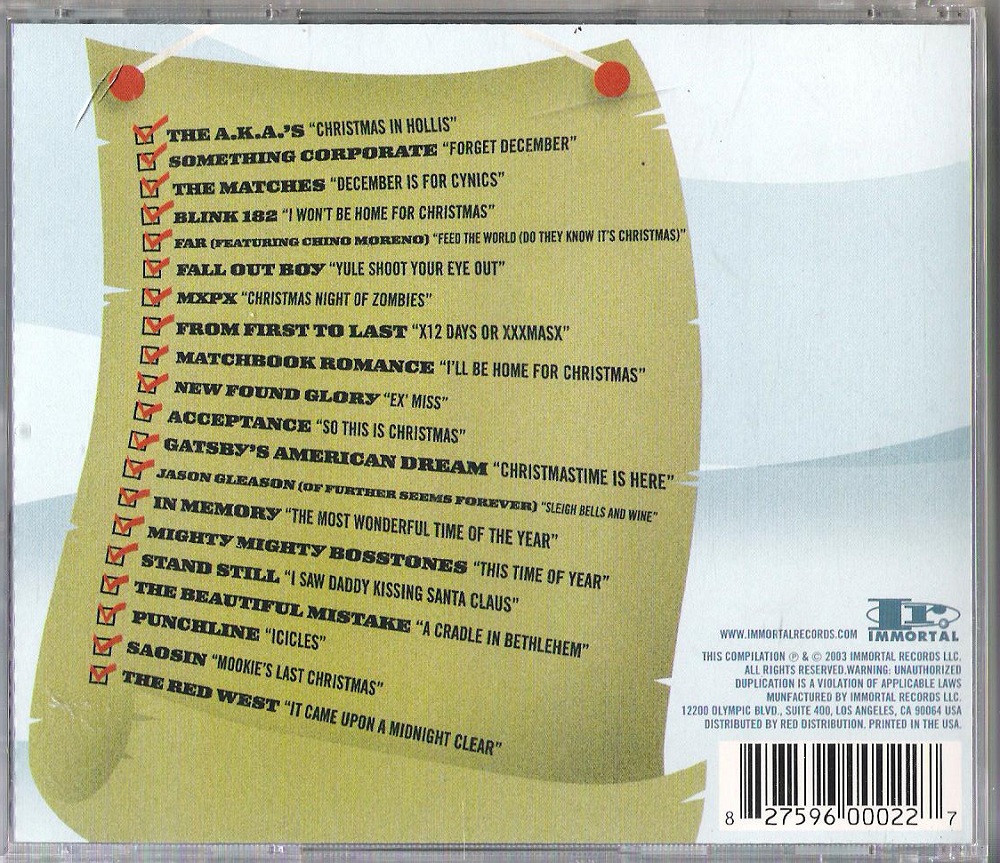 THE A.K.A.'S "CHRISTMAS IN HOLLIS"
SOMETHING CORPORATE "FORGET DECEMBER"
THE MATCHES "DECEMBER IS FOR CYNICS"
BLINK 182 "I WON'T BE HOME FOR CHRISTMAS"
FAR (FEATURING CHINO MORENO) "FEED THE WORLD (DO THEY KNOW IT'S CHRISTMAS)"
FALL OUT BOY "YULE SHOOT YOUR EYE OUT"
MXPX "CHRISTMAS NIGHT OF ZOMBIES"
FROM FIRST TO LAST "X12 DAYS OR XXXMASX"
MATCHBOOK ROMANCE "I'LL BE HOME FOR CHRISTMAS"
NEW FOUND GLORY "EX' MISS"
ACCEPTANCE "SO THIS IS CHRISTMAS"
GATSBY'S AMERICAN DREAM "CHRISTMASTIME IS HERE"
JASON GLEASON (OF FURTHER SEEMS FOREVER) "SLEIGH BELLS AND WINE"
IN MEMORY "THE MOST WONDERFUL TIME OF THE YEAR"
MIGHTY MIGHTY BOSSTONES "THIS TIME OF YEAR"
STAND STILL "I SAW DADDY KISSING SANTA CLAUS"
THE BEAUTIFUL MISTAKE "A CRADLE IN BETHLEHEM"
PUNCHLINE "ICICLES"
SAOSIN "MOOKIE'S LAST CHRISTMAS"
THE RED WEST "IT CAME UPON A MIDNIGHT CLEAR"
Ir.
WWW.IMMORTALRECORDS.COM IMMORTAL
THIS COMPILATION ℗ & © 2003 IMMORTAL RECORDS LLC.
ALL RIGHTS RESERVED.WARNING: UNAUTHORIZED
DUPLICATION IS A VIOLATION OF APPLICABLE LAWS
MUNFACTURED BY IMMORTAL RECORDS LLC.
12200 OLYMPIC BLVD., SUITE 400, LOS ANGELES, CA 90064 USA
DISTRIBUTED BY RED DISTRIBUTION. PRINTED IN THE USA.
8 27596 00022 7